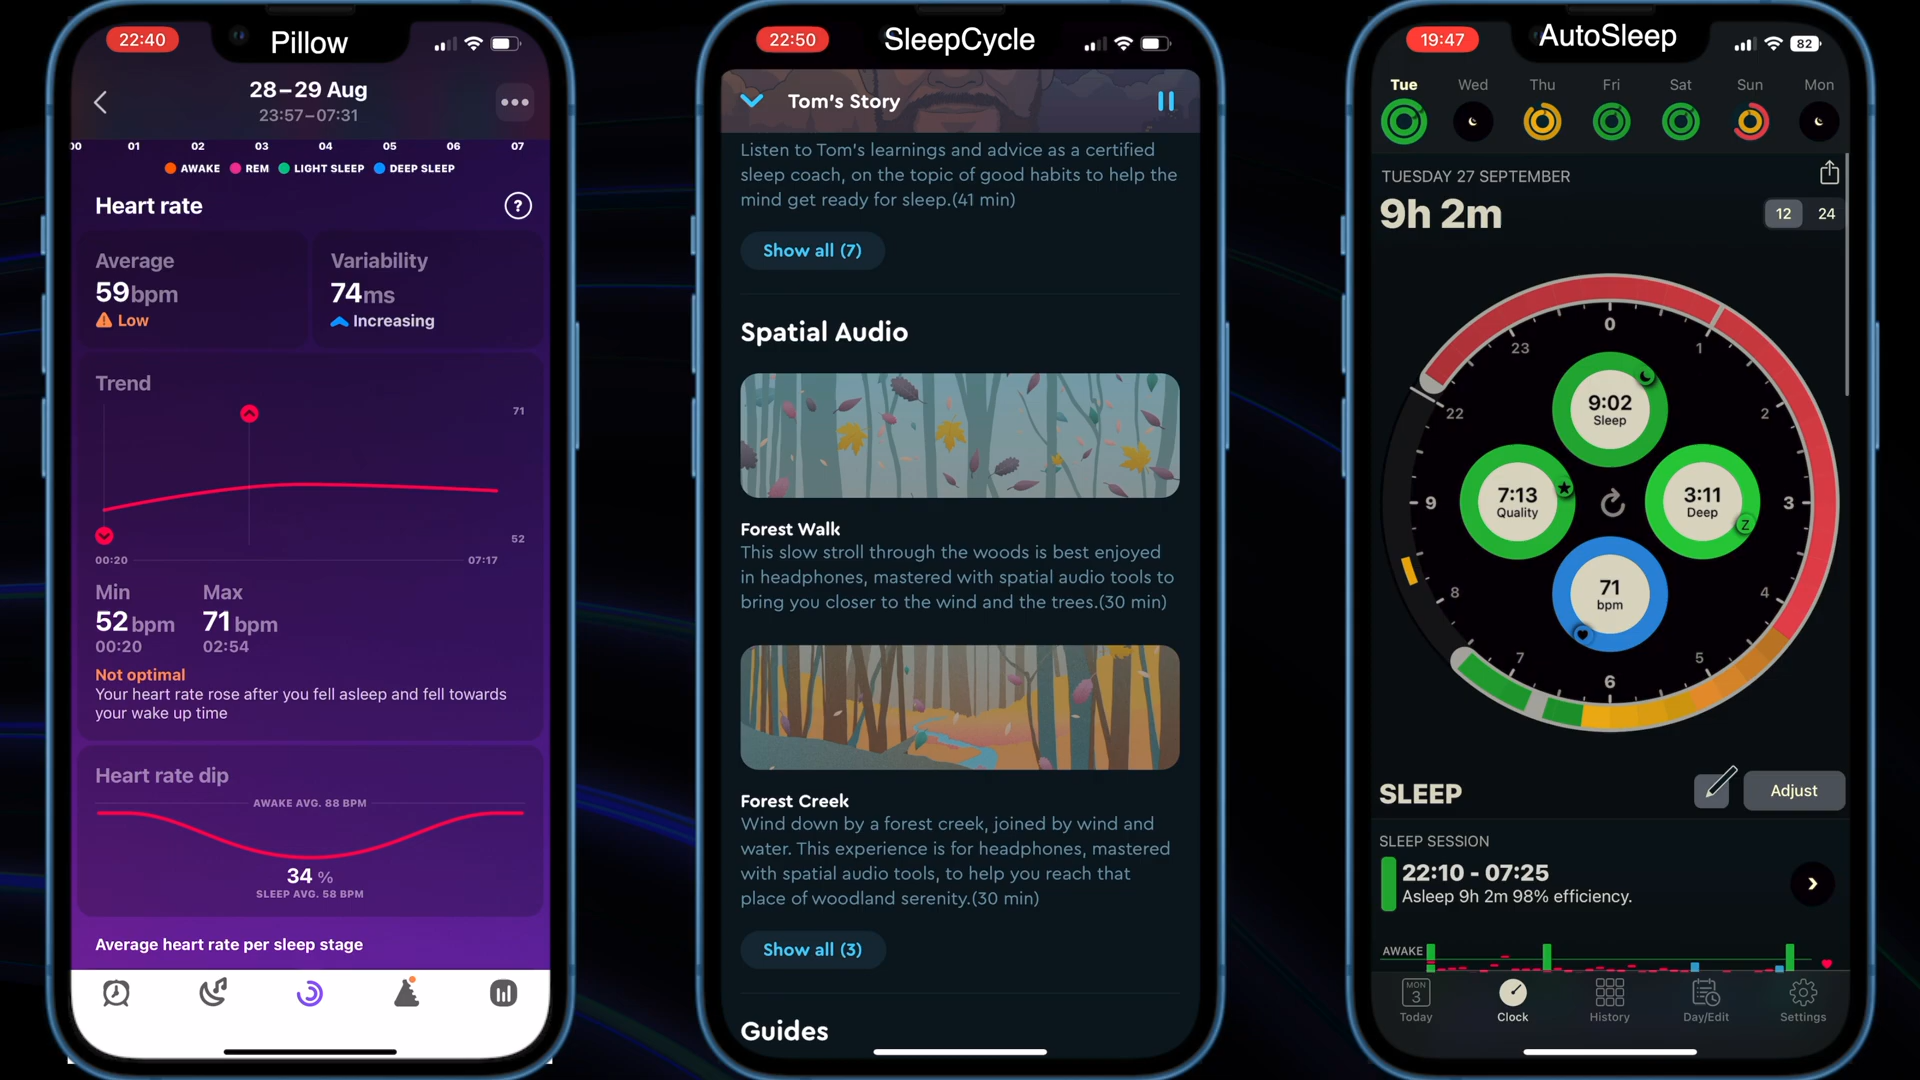 22:40
Pillow
28–29 Aug
23:57–07:31
00 01 02 03 04 05 06 07
AWAKE REM LIGHT SLEEP DEEP SLEEP
Heart rate
?
Average
59bpm
Low
Variability
74ms
Increasing
Trend
71
52
00:20 07:17
Min
52 bpm
00:20
Max
71 bpm
02:54
Not optimal
Your heart rate rose after you fell asleep and fell towards
your wake up time
Heart rate dip
AWAKE AVG. 88 BPM
34 %
SLEEP AVG. 58 BPM
Average heart rate per sleep stage
22:50
SleepCycle
Tom's Story
Listen to Tom's learnings and advice as a certified
sleep coach, on the topic of good habits to help the
mind get ready for sleep.(41 min)
Show all (7)
Spatial Audio
Forest Walk
This slow stroll through the woods is best enjoyed
in headphones, mastered with spatial audio tools to
bring you closer to the wind and the trees.(30 min)
Forest Creek
Wind down by a forest creek, joined by wind and
water. This experience is for headphones, mastered
with spatial audio tools, to help you reach that
place of woodland serenity.(30 min)
Show all (3)
Guides
19:47
AutoSleep
82
Tue Wed Thu Fri Sat Sun Mon
TUESDAY 27 SEPTEMBER
9h 2m
12 24
0
23 1
22 2
9 3
8 4
7 5
6
9:02
Sleep
7:13
Quality
3:11
Deep
Z
71
bpm
SLEEP
Adjust
SLEEP SESSION
22:10 - 07:25
Asleep 9h 2m 98% efficiency.
AWAKE
MON
3
Today Clock History Day/Edit Settings